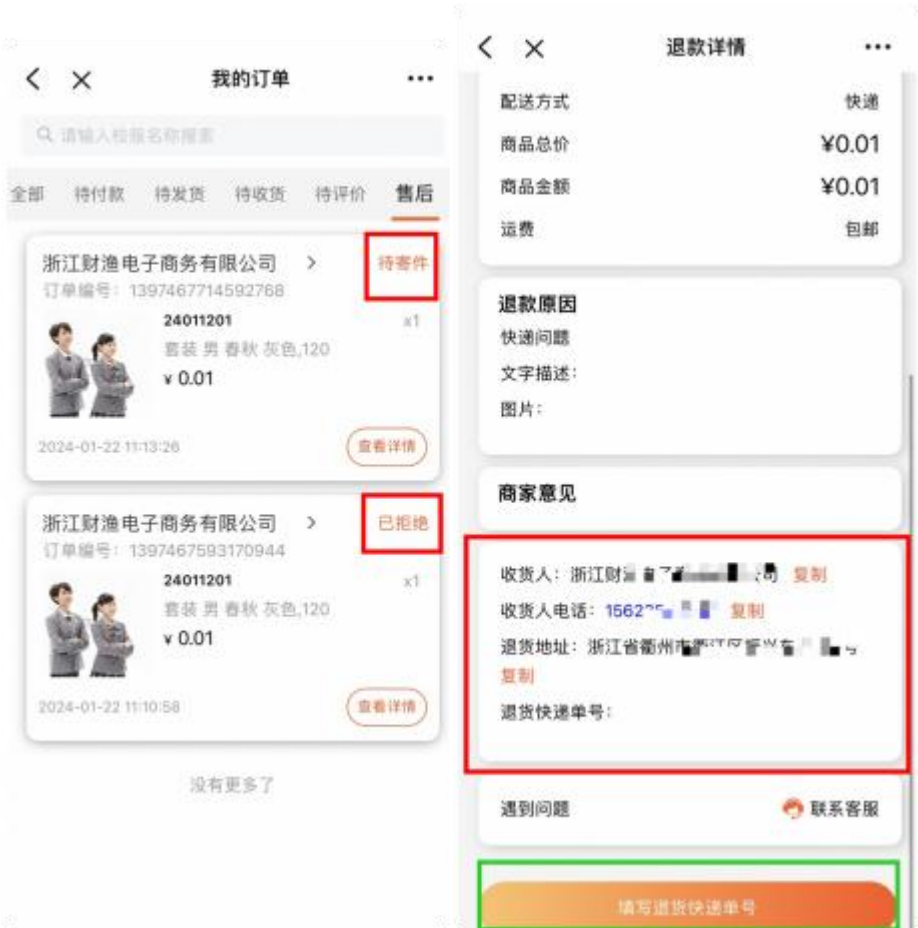 我的订单
请输入校服名称搜索
全部 待付款 待发货 待收货 待评价 售后
浙江财渔电子商务有限公司 >
待寄件
订单编号：1397467714592768
24011201
x1
套装 男 春秋 灰色,120
¥ 0.01
2024-01-22 11:13:26
查看详情
浙江财渔电子商务有限公司 >
已拒绝
订单编号：1397467593170944
24011201
x1
套装 男 春秋 灰色,120
¥ 0.01
2024-01-22 11:10:58
查看详情
没有更多了
退款详情
配送方式 快递
商品总价 ¥0.01
商品金额 ¥0.01
运费 包邮
退款原因
快递问题
文字描述：
图片：
商家意见
收货人：浙江财 司 复制
收货人电话：156 复制
退货地址：浙江省衢州市 号
复制
退货快递单号：
遇到问题 联系客服
填写退货快递单号